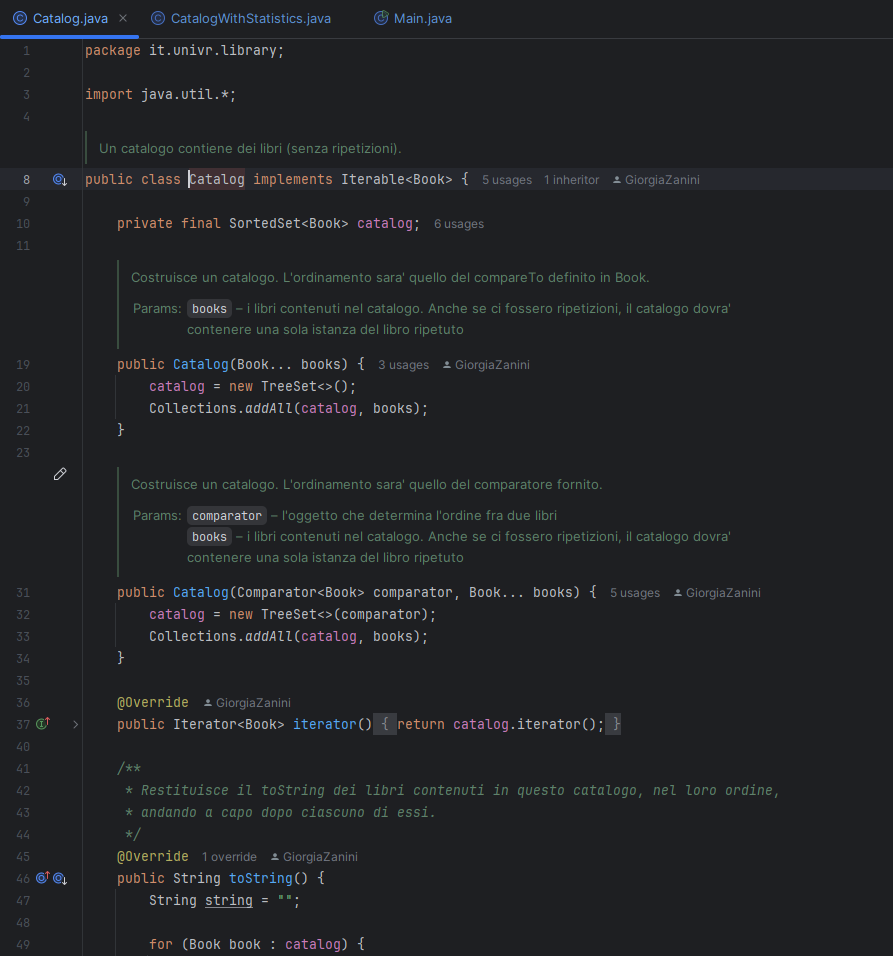 Catalog.java × CatalogWithStatistics.java Main.java
1 package it.univr.library;
2
3 import java.util.*;
4
Un catalogo contiene dei libri (senza ripetizioni).
8 public class Catalog implements Iterable<Book> { 5 usages 1 inheritor GiorgiaZanini
9
10 private final SortedSet<Book> catalog; 6 usages
11
Costruisce un catalogo. L'ordinamento sara' quello del compareTo definito in Book.
Params: books – i libri contenuti nel catalogo. Anche se ci fossero ripetizioni, il catalogo dovra'
contenere una sola istanza del libro ripetuto
19 public Catalog(Book... books) { 3 usages GiorgiaZanini
20 catalog = new TreeSet<>();
21 Collections.addAll(catalog, books);
22 }
23
Costruisce un catalogo. L'ordinamento sara' quello del comparatore fornito.
Params: comparator – l'oggetto che determina l'ordine fra due libri
books – i libri contenuti nel catalogo. Anche se ci fossero ripetizioni, il catalogo dovra'
contenere una sola istanza del libro ripetuto
31 public Catalog(Comparator<Book> comparator, Book... books) { 5 usages GiorgiaZanini
32 catalog = new TreeSet<>(comparator);
33 Collections.addAll(catalog, books);
34 }
35
36 @Override GiorgiaZanini
37 public Iterator<Book> iterator() { return catalog.iterator(); }
40
41 /**
42 * Restituisce il toString dei libri contenuti in questo catalogo, nel loro ordine,
43 * andando a capo dopo ciascuno di essi.
44 */
45 @Override 1 override GiorgiaZanini
46 public String toString() {
47 String string = "";
48
49 for (Book book : catalog) {